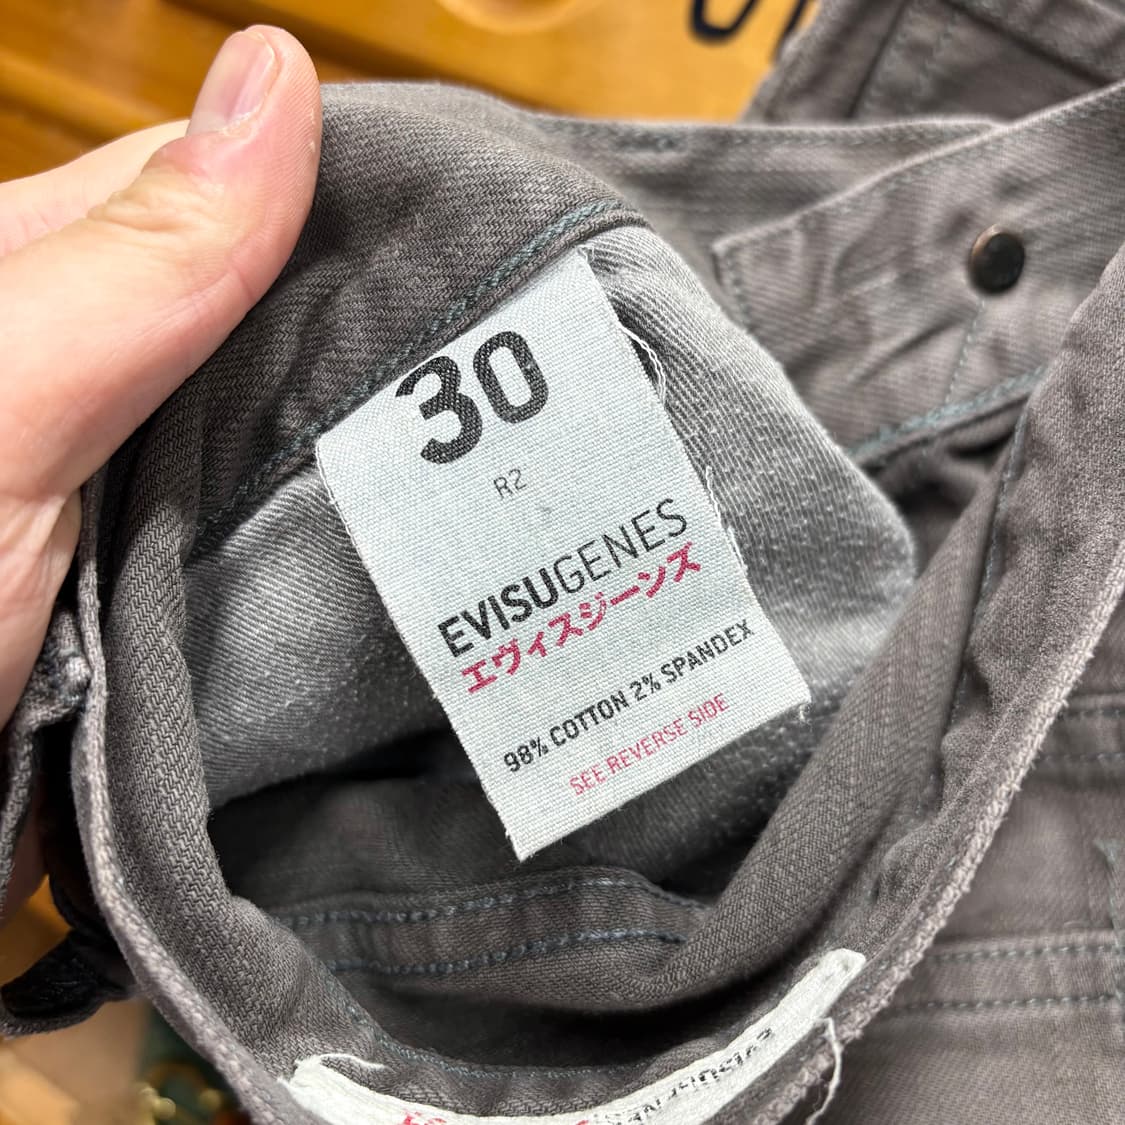 30
R2
EVISUGENES
エヴィスジーンズ
98% COTTON 2% SPANDEX
SEE REVERSE SIDE